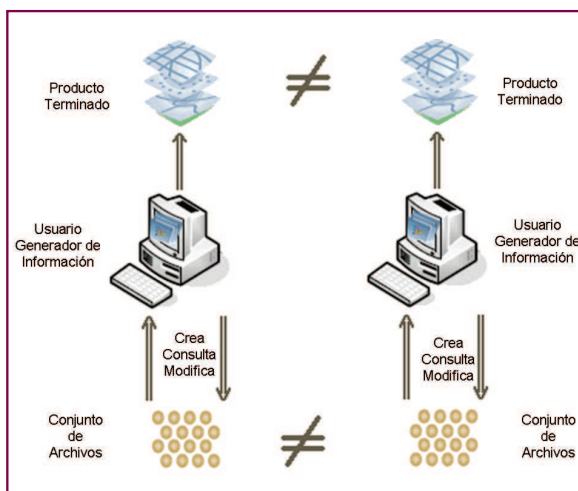 Producto
Terminado
Producto
Terminado
Usuario
Generador de
Información
Usuario
Generador de
Información
Crea
Consulta
Modifica
Crea
Consulta
Modifica
Conjunto
de
Archivos
Conjunto
de
Archivos